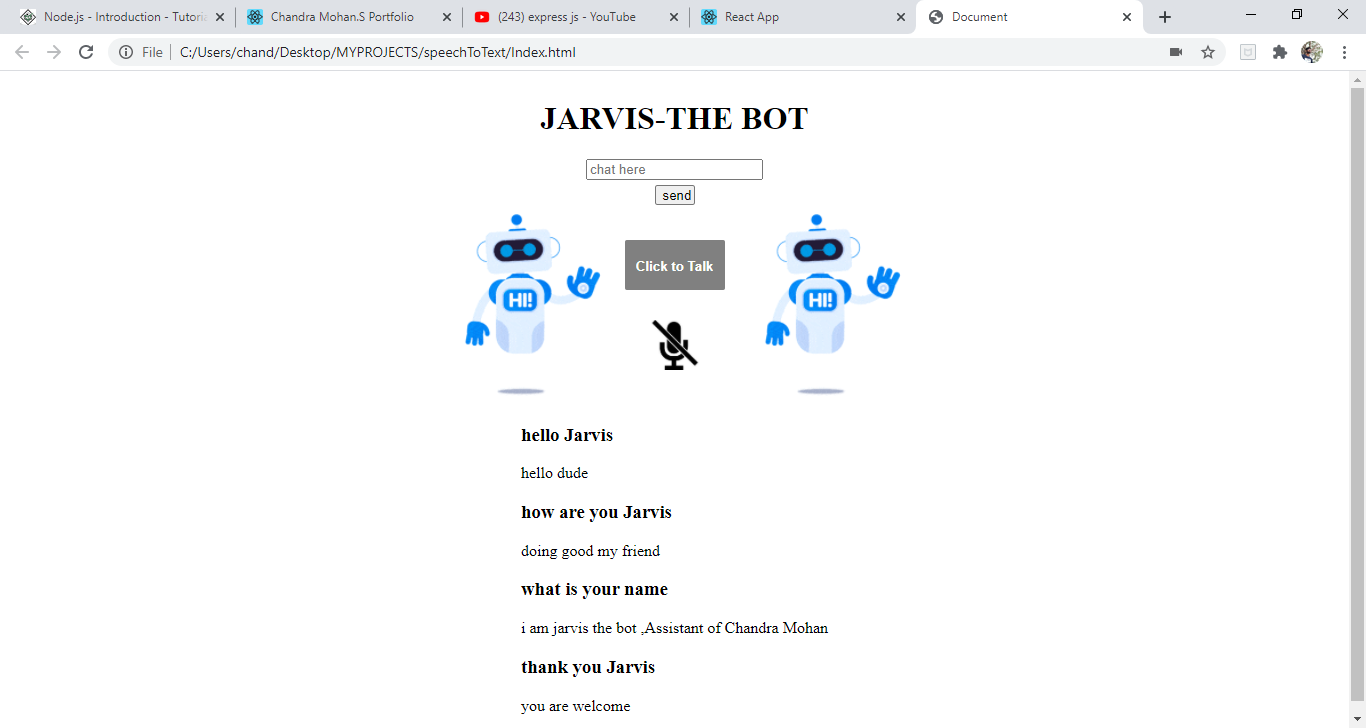 Node.js - Introduction - Tutoria
Chandra Mohan.S Portfolio
(243) express js - YouTube
React App
Document
File
C:/Users/chand/Desktop/MYPROJECTS/speechToText/Index.html
JARVIS-THE BOT
chat here
send
Click to Talk
HI!
HI!
hello Jarvis
hello dude
how are you Jarvis
doing good my friend
what is your name
i am jarvis the bot ,Assistant of Chandra Mohan
thank you Jarvis
you are welcome